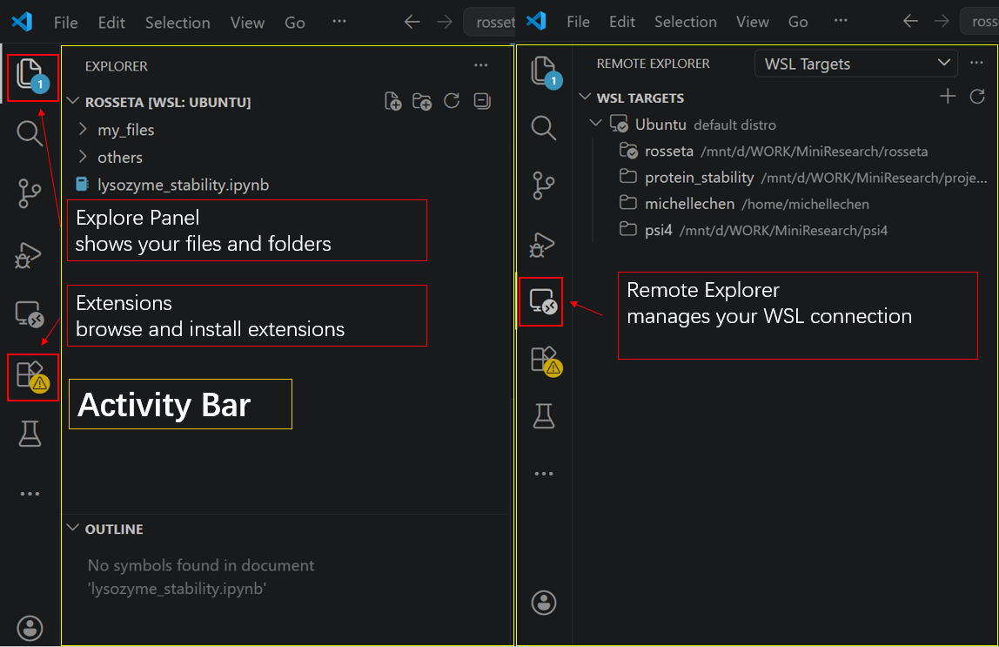 File Edit Selection View Go ··· rosset
1
EXPLORER ···
ROSSETA [WSL: UBUNTU]
my_files
others
lysozyme_stability.ipynb
Explore Panel
shows your files and folders
Extensions
browse and install extensions
Activity Bar
···
OUTLINE
No symbols found in document
'lysozyme_stability.ipynb'
File Edit Selection View Go ··· ross
1
REMOTE EXPLORER WSL Targets ···
WSL TARGETS
Ubuntu default distro
rosseta /mnt/d/WORK/MiniResearch/rosseta
protein_stability /mnt/d/WORK/MiniResearch/proje...
michellechen /home/michellechen
psi4 /mnt/d/WORK/MiniResearch/psi4
Remote Explorer
manages your WSL connection
···